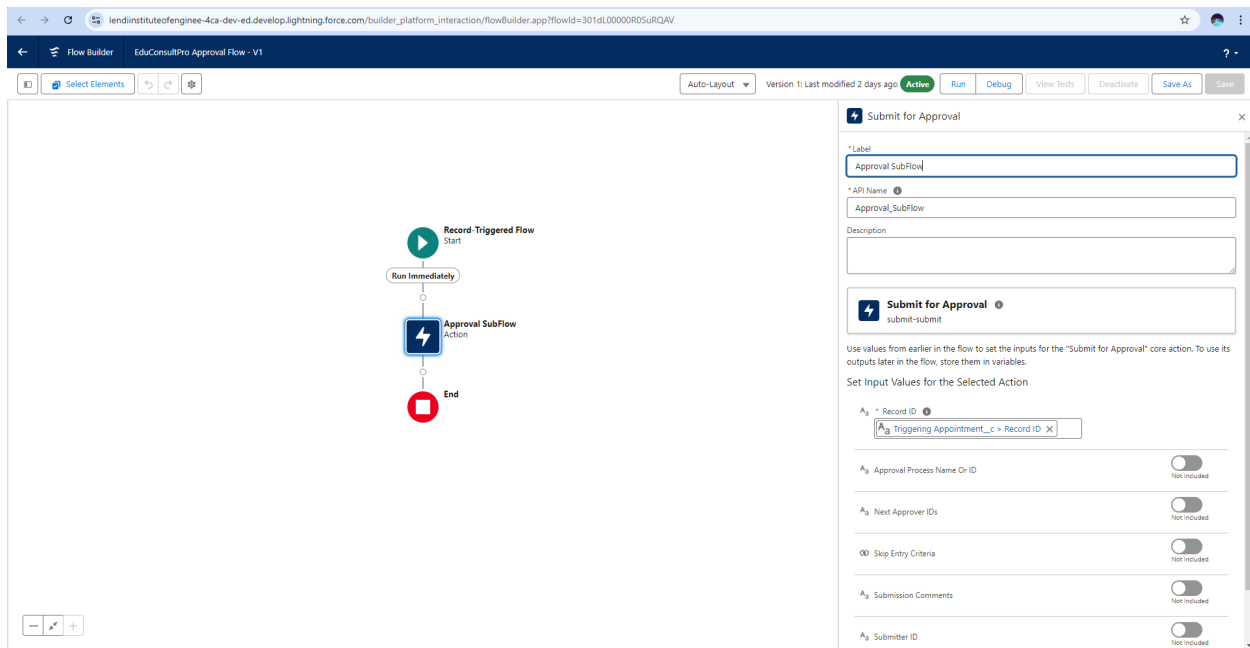 lendiinstituteofenginee-4ca-dev-ed.develop.lightning.force.com/builder_platform_interaction/flowBuilder.app?flowId=301dL00000R0SuRQAV
Flow Builder EduConsultPro Approval Flow - V1 ?
Select Elements Auto-Layout Version 1: Last modified 2 days ago Active Run Debug View Tests Deactivate Save As Save
Submit for Approval
* Label
Approval SubFlow
* API Name
Approval_SubFlow
Description
Submit for Approval
submit-submit
Use values from earlier in the flow to set the inputs for the "Submit for Approval" core action. To use its
outputs later in the flow, store them in variables.
Set Input Values for the Selected Action
Aa * Record ID
Aa Triggering Appointment__c > Record ID
Aa Approval Process Name Or ID
Not Included
Aa Next Approver IDs
Not Included
Skip Entry Criteria
Not Included
Aa Submission Comments
Not Included
Aa Submitter ID
Not Included
Record-Triggered Flow
Start
Run Immediately
Approval SubFlow
Action
End